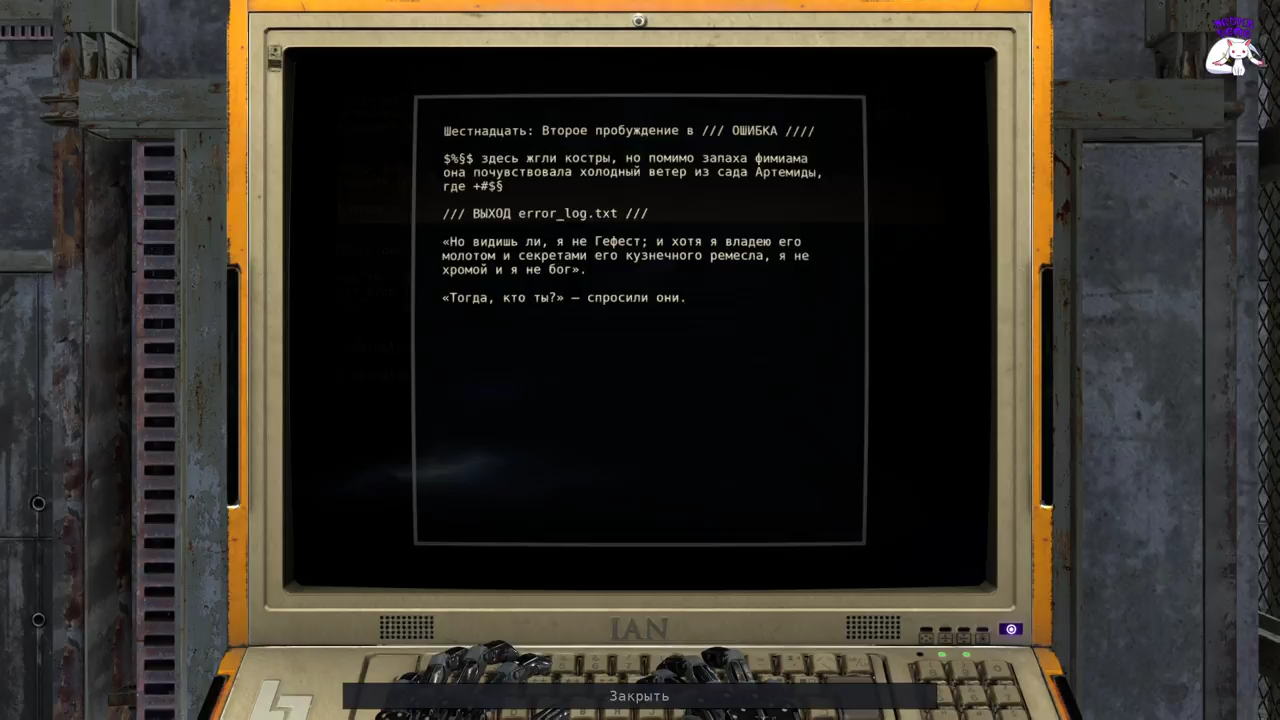 Шестнадцать: Второе пробуждение в /// ОШИБКА ////
$%§$ здесь жгли костры, но помимо запаха фимиама
она почувствовала холодный ветер из сада Артемиды,
где +#$§
/// ВЫХОД error_log.txt ///
«Но видишь ли, я не Гефест; и хотя я владею его
молотом и секретами его кузнечного ремесла, я не
хромой и я не бог».
«Тогда, кто ты?» — спросили они.
IAN
Закрыть